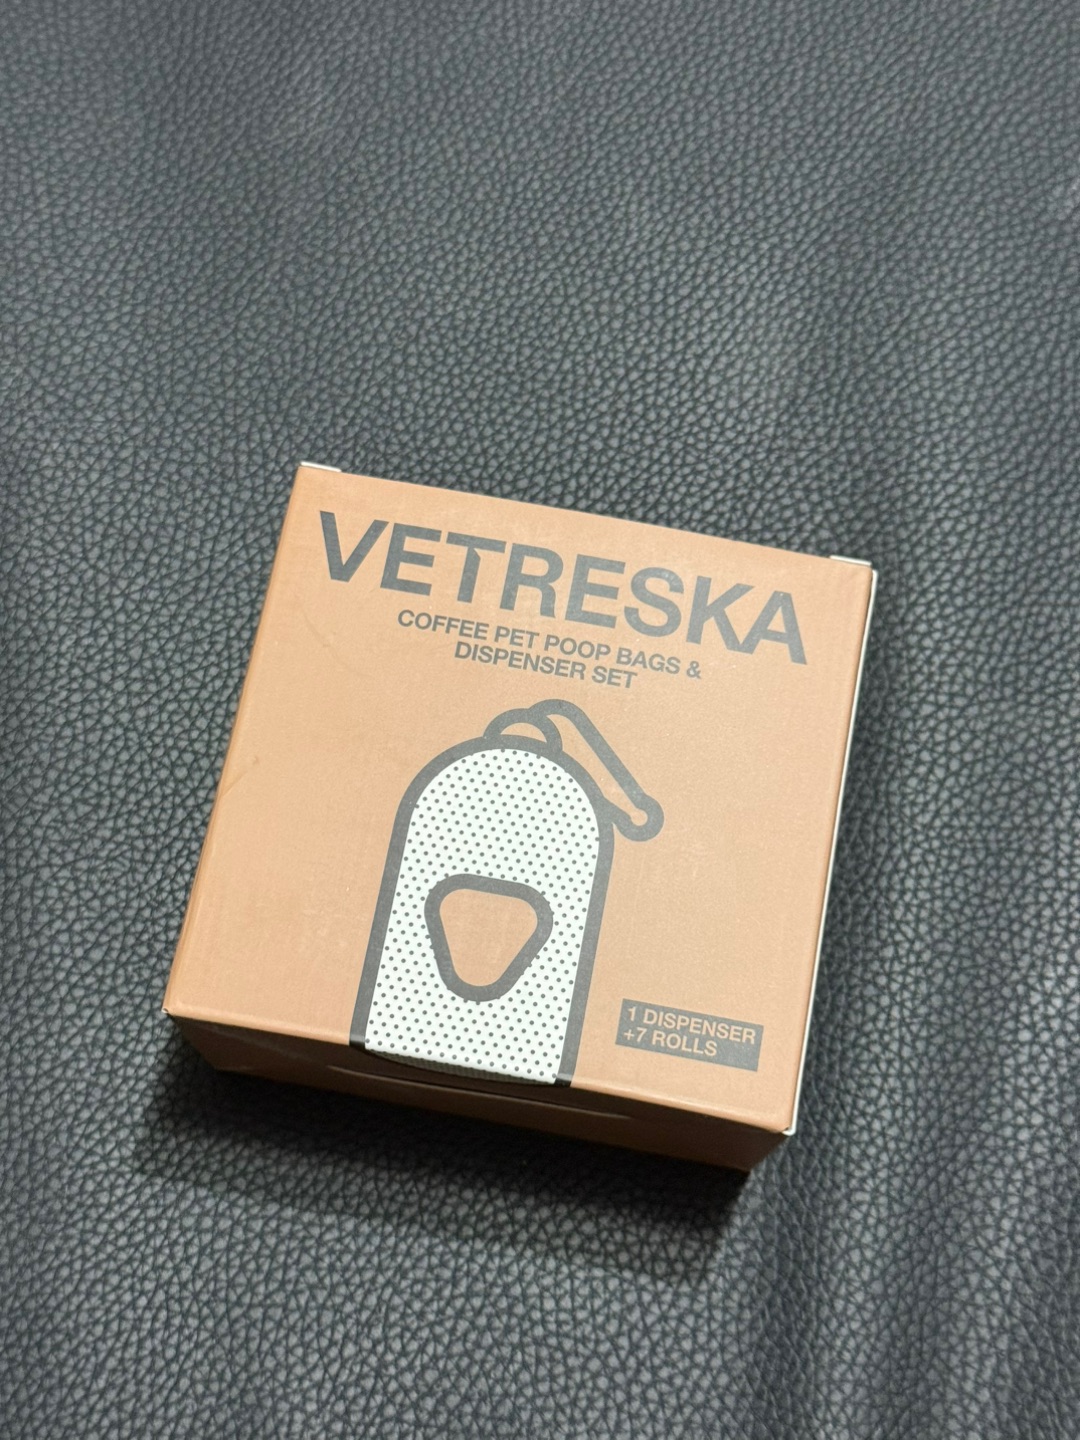 VETRESKA
COFFEE PET POOP BAGS &
DISPENSER SET
1 DISPENSER
+7 ROLLS